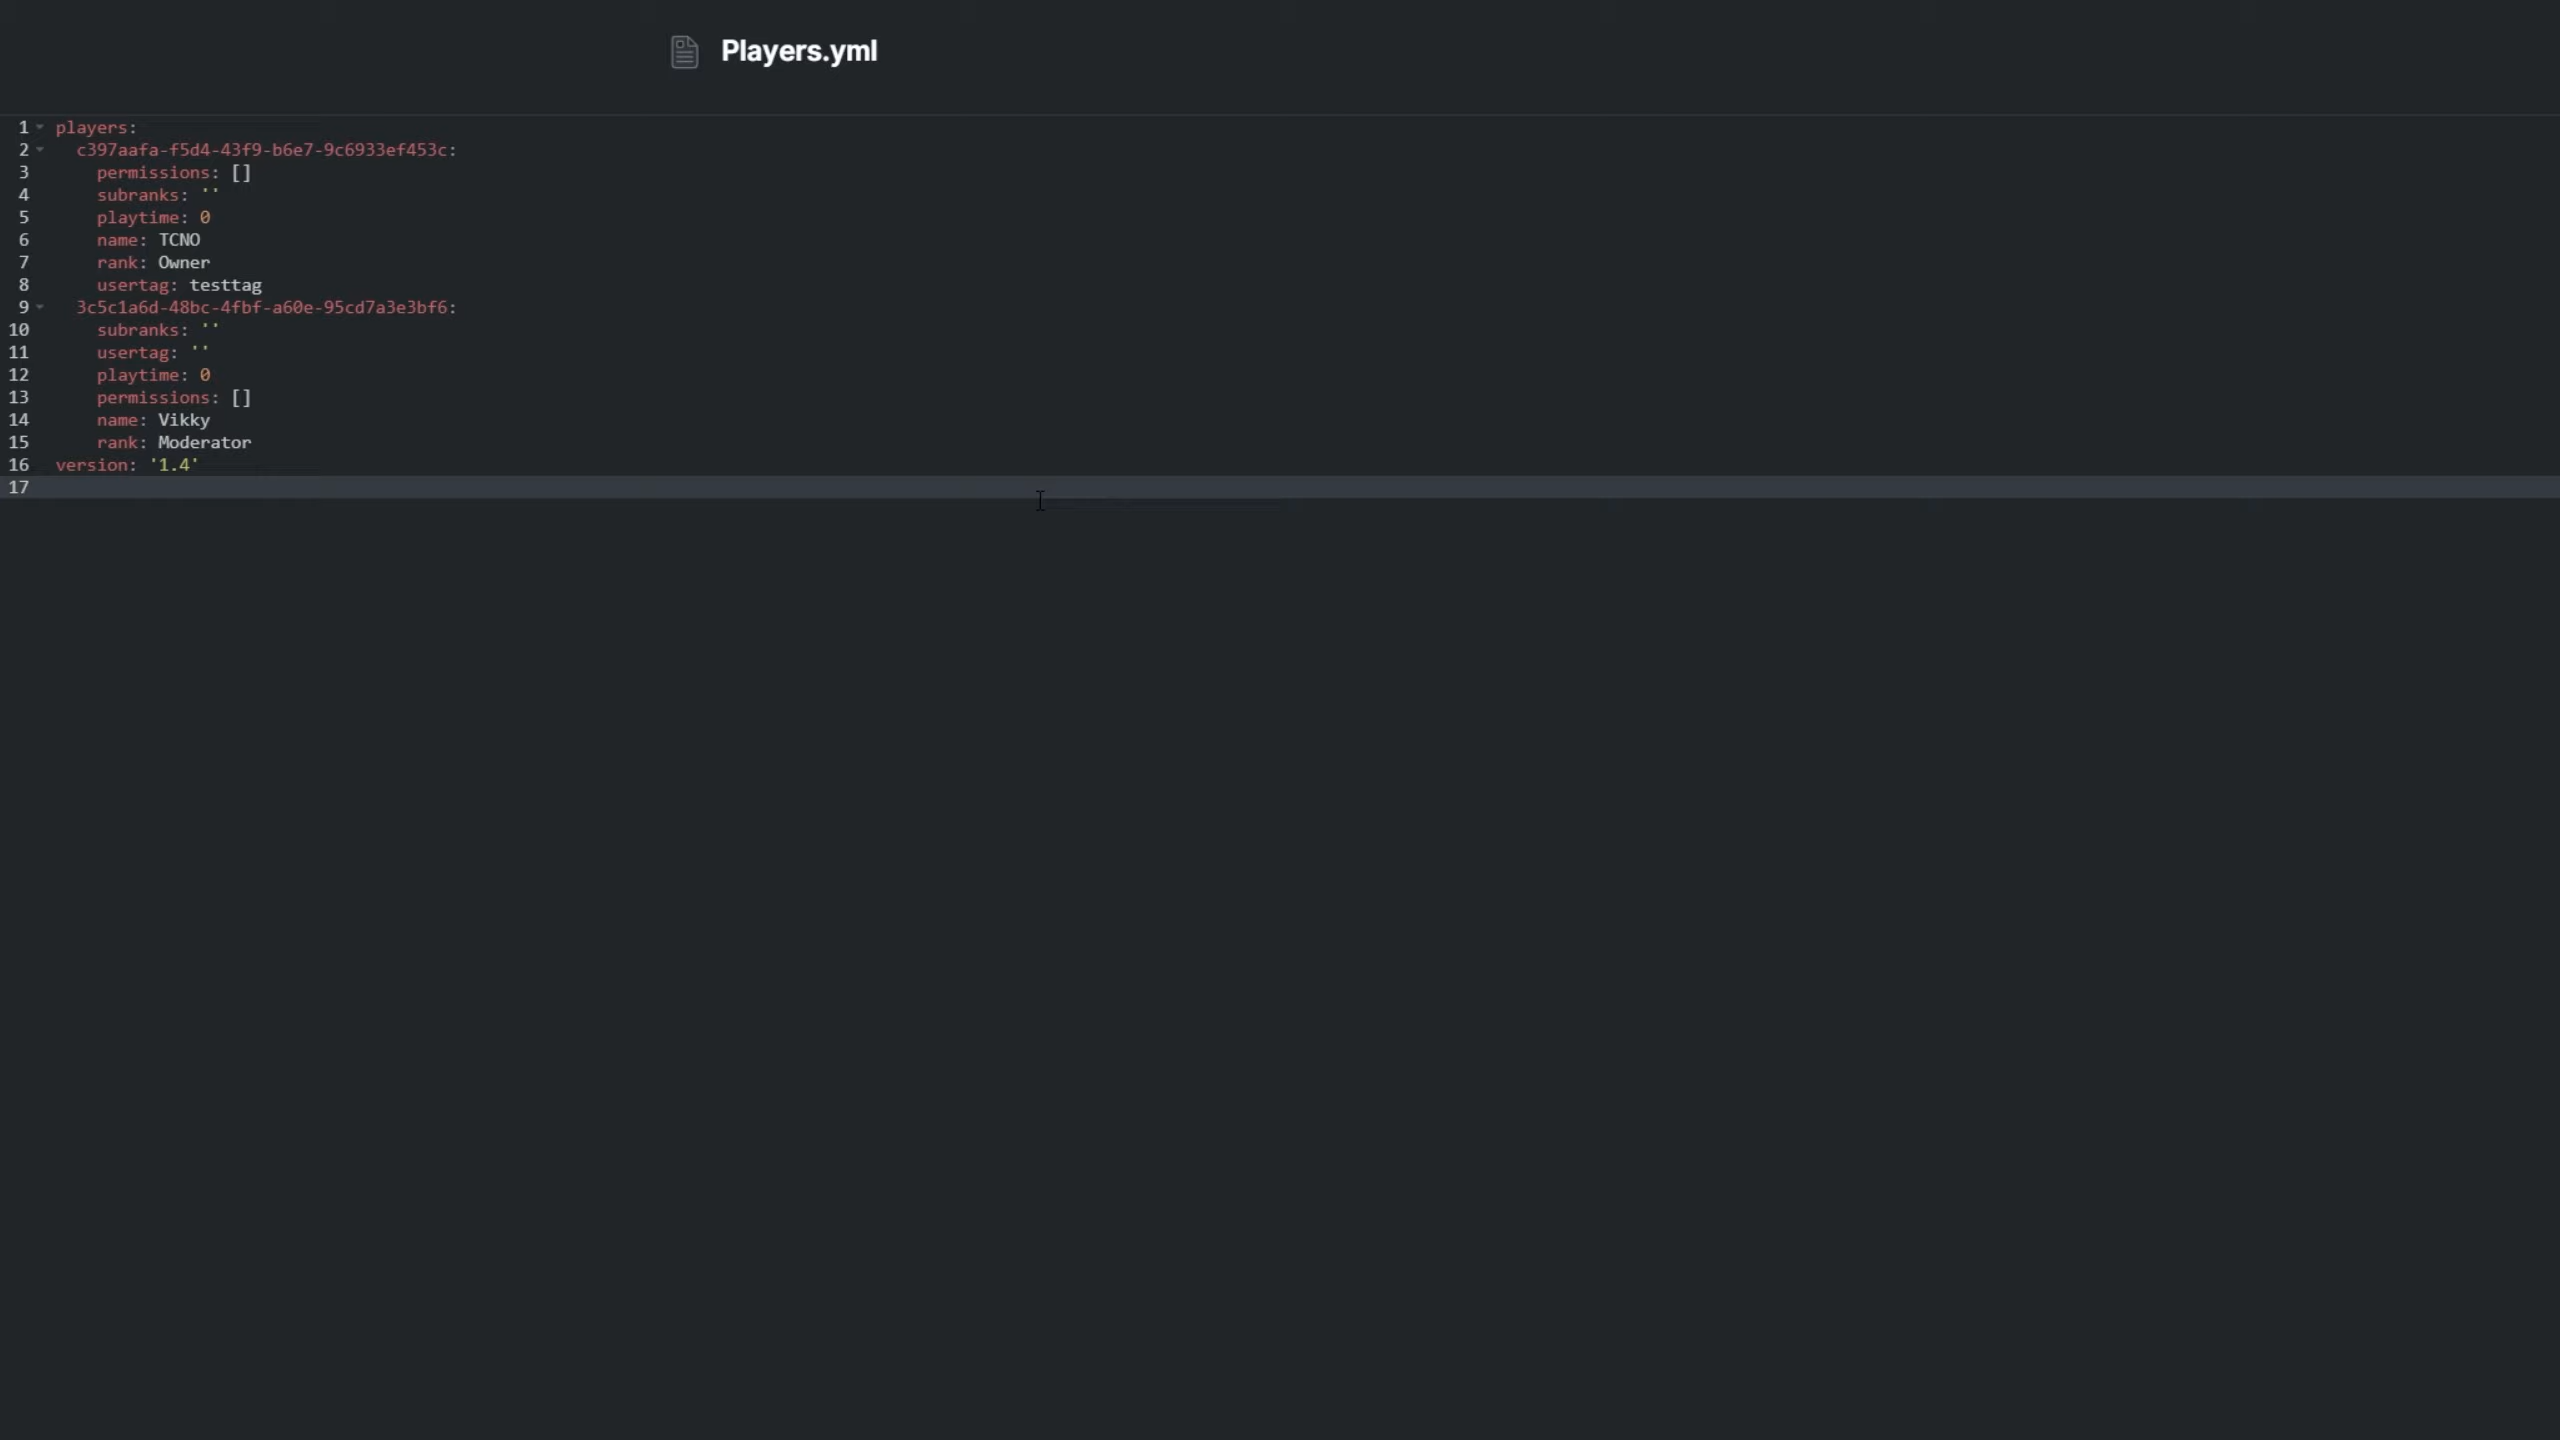 Players.yml
1 players:
2 c397aafa-f5d4-43f9-b6e7-9c6933ef453c:
3 permissions: []
4 subranks: ''
5 playtime: 0
6 name: TCNO
7 rank: Owner
8 usertag: testtag
9 3c5c1a6d-48bc-4fbf-a60e-95cd7a3e3bf6:
10 subranks: ''
11 usertag: ''
12 playtime: 0
13 permissions: []
14 name: Vikky
15 rank: Moderator
16 version: '1.4'
17